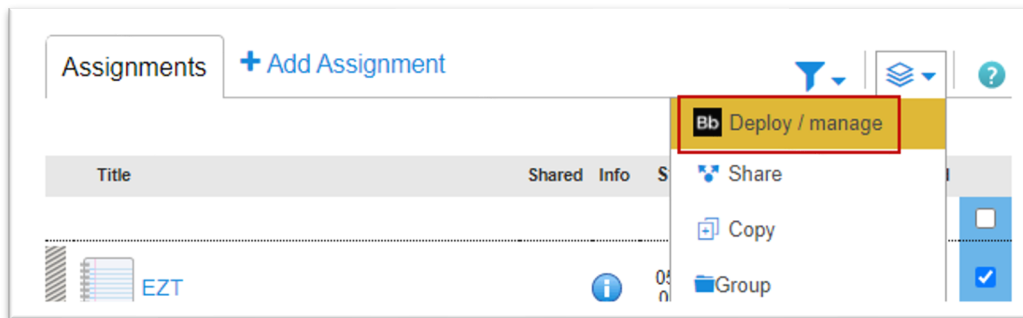 Assignments + Add Assignment
?
Bb Deploy / manage
Title Shared Info
Share
Copy
EZT i
Group